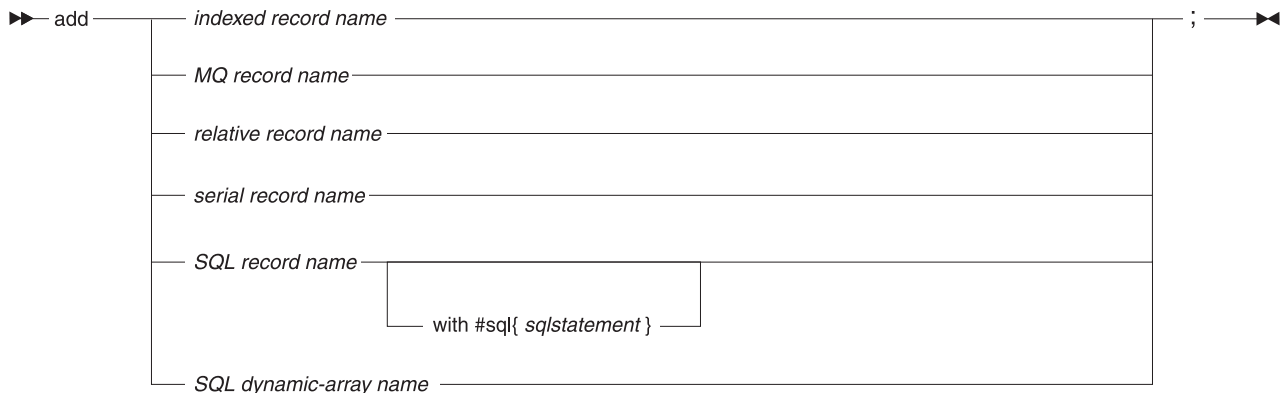 add
indexed record name
;
MQ record name
relative record name
serial record name
SQL record name
with #sql{ sqlstatement }
SQL dynamic-array name